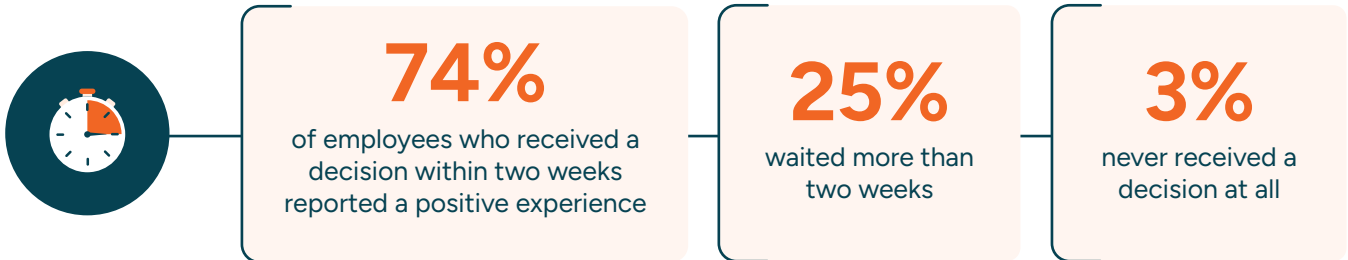 74%
of employees who received a
decision within two weeks
reported a positive experience
25%
waited more than
two weeks
3%
never received a
decision at all